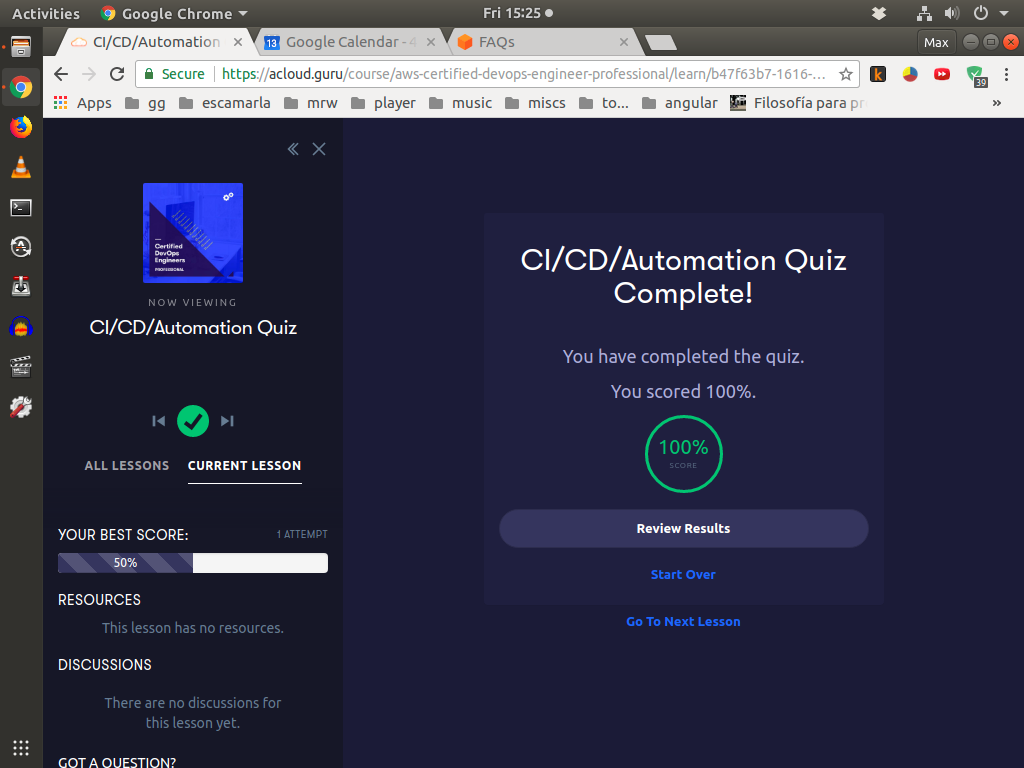 Activities
Google Chrome
Fri 15:25
CI/CD/Automation
Google Calendar - 4
FAQs
Max
Secure
https://acloud.guru/course/aws-certified-devops-engineer-professional/learn/b47f63b7-1616-...
39
Apps
gg
escamarla
mrw
player
music
miscs
to...
angular
Filosofía para pr
»
Certified
DevOps
Engineers
PROFESSIONAL
NOW VIEWING
CI/CD/Automation Quiz
ALL LESSONS
CURRENT LESSON
YOUR BEST SCORE:
1 ATTEMPT
50%
RESOURCES
This lesson has no resources.
DISCUSSIONS
There are no discussions for
this lesson yet.
GOT A QUESTION?
CI/CD/Automation Quiz
Complete!
You have completed the quiz.
You scored 100%.
100%
SCORE
Review Results
Start Over
Go To Next Lesson